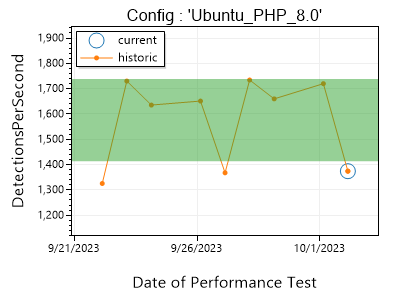 Config : 'Ubuntu_PHP_8.0'
current
historic
DetectionsPerSecond
1,900
1,800
1,700
1,600
1,500
1,400
1,300
1,200
9/21/2023
9/26/2023
10/1/2023
Date of Performance Test